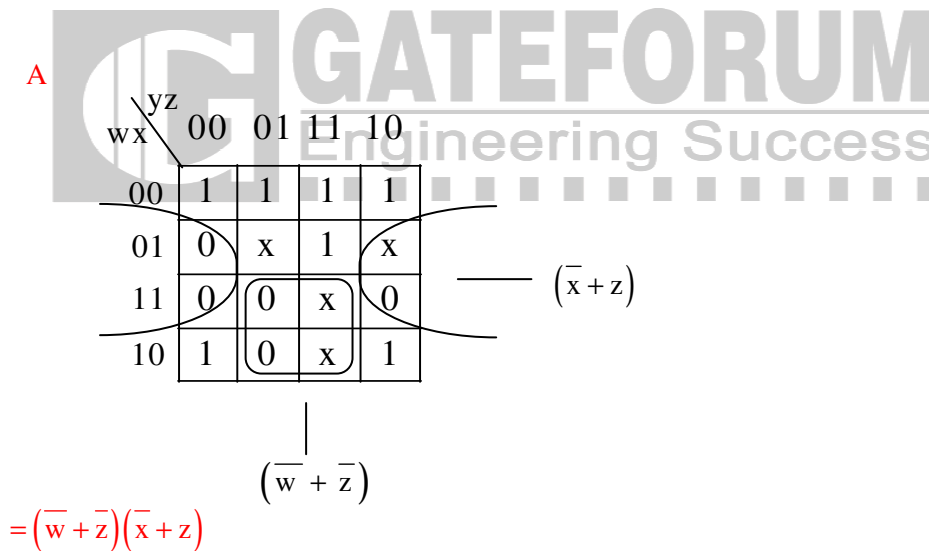 GATEFORUM
Engineering Success
A
yz
wx 00 01 11 10
00 1 1 1 1
01 0 x 1 x
11 0 0 x 0
10 1 0 x 1
(x̅ + z)
(w̅ + z̅)
= (w̅ + z̅)(x̅ + z)